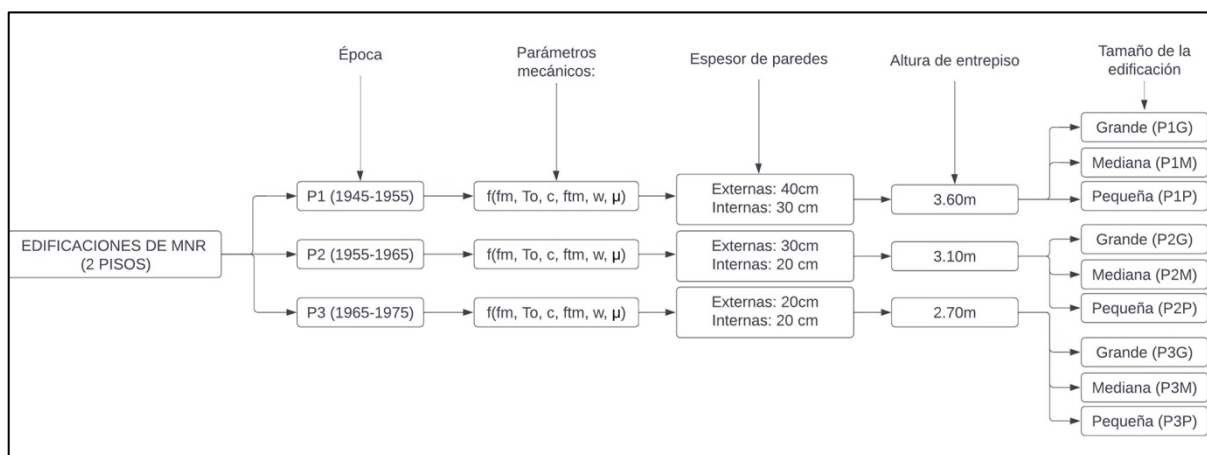 Época
Parámetros
mecánicos:
Espesor de paredes
Altura de entrepiso
Tamaño de la
edificación
EDIFICACIONES DE MNR
(2 PISOS)
P1 (1945-1955)
f(fm, To, c, ftm, w, μ)
Externas: 40cm
Internas: 30 cm
3.60m
Grande (P1G)
Mediana (P1M)
Pequeña (P1P)
P2 (1955-1965)
f(fm, To, c, ftm, w, μ)
Externas: 30cm
Internas: 20 cm
3.10m
Grande (P2G)
Mediana (P2M)
Pequeña (P2P)
P3 (1965-1975)
f(fm, To, c, ftm, w, μ)
Externas: 20cm
Internas: 20 cm
2.70m
Grande (P3G)
Mediana (P3M)
Pequeña (P3P)